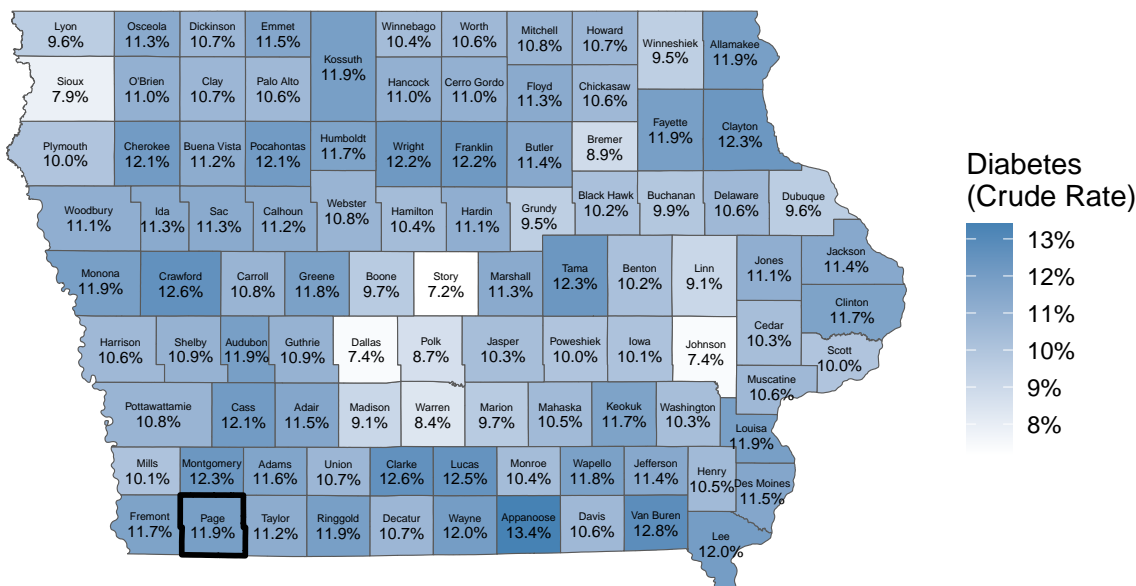 Lyon Osceola Dickinson Emmet Winnebago Worth Mitchell Howard Winneshiek Allamakee
9.6% 11.3% 10.7% 11.5% 10.4% 10.6% 10.8% 10.7% 9.5% 11.9%
Kossuth
11.9%
Sioux O'Brien Clay Palo Alto Hancock Cerro Gordo Floyd Chickasaw
7.9% 11.0% 10.7% 10.6% 11.0% 11.0% 11.3% 10.6%
Fayette Clayton
11.9% 12.3%
Plymouth Cherokee Buena Vista Pocahontas Humboldt Wright Franklin Butler Bremer
10.0% 12.1% 11.2% 12.1% 11.7% 12.2% 12.2% 11.4% 8.9%
Woodbury Ida Sac Calhoun Webster Hamilton Hardin Grundy Black Hawk Buchanan Delaware Dubuque
11.1% 11.3% 11.3% 11.2% 10.8% 10.4% 11.1% 9.5% 10.2% 9.9% 10.6% 9.6%
Monona Crawford Carroll Greene Boone Story Marshall Tama Benton Linn Jones Jackson
11.9% 12.6% 10.8% 11.8% 9.7% 7.2% 11.3% 12.3% 10.2% 9.1% 11.1% 11.4%
Clinton
11.7%
Harrison Shelby Audubon Guthrie Dallas Polk Jasper Poweshiek Iowa Johnson Cedar Scott
10.6% 10.9% 11.9% 10.9% 7.4% 8.7% 10.3% 10.0% 10.1% 7.4% 10.3% 10.0%
Muscatine
10.6%
Pottawattamie Cass Adair Madison Warren Marion Mahaska Keokuk Washington Louisa
10.8% 12.1% 11.5% 9.1% 8.4% 9.7% 10.5% 11.7% 10.3% 11.9%
Mills Montgomery Adams Union Clarke Lucas Monroe Wapello Jefferson Henry Des Moines
10.1% 12.3% 11.6% 10.7% 12.6% 12.5% 10.4% 11.8% 11.4% 10.5% 11.5%
Fremont Page Taylor Ringgold Decatur Wayne Appanoose Davis Van Buren Lee
11.7% 11.9% 11.2% 11.9% 10.7% 12.0% 13.4% 10.6% 12.8% 12.0%
Diabetes
(Crude Rate)
13%
12%
11%
10%
9%
8%